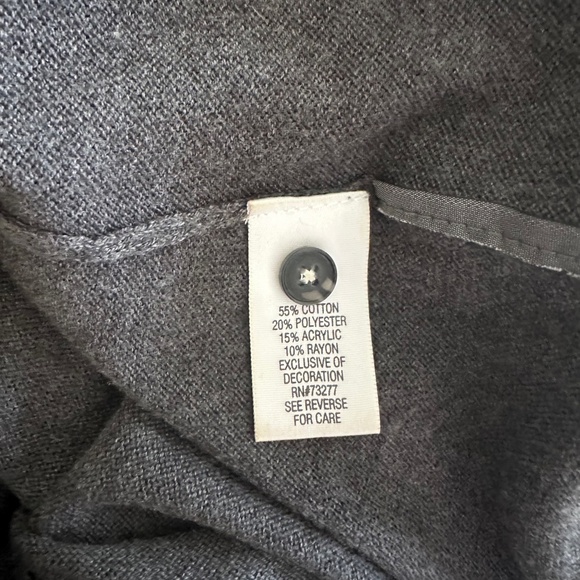 55% COTTON
20% POLYESTER
15% ACRYLIC
10% RAYON
EXCLUSIVE OF
DECORATION
RN#73277
SEE REVERSE
FOR CARE